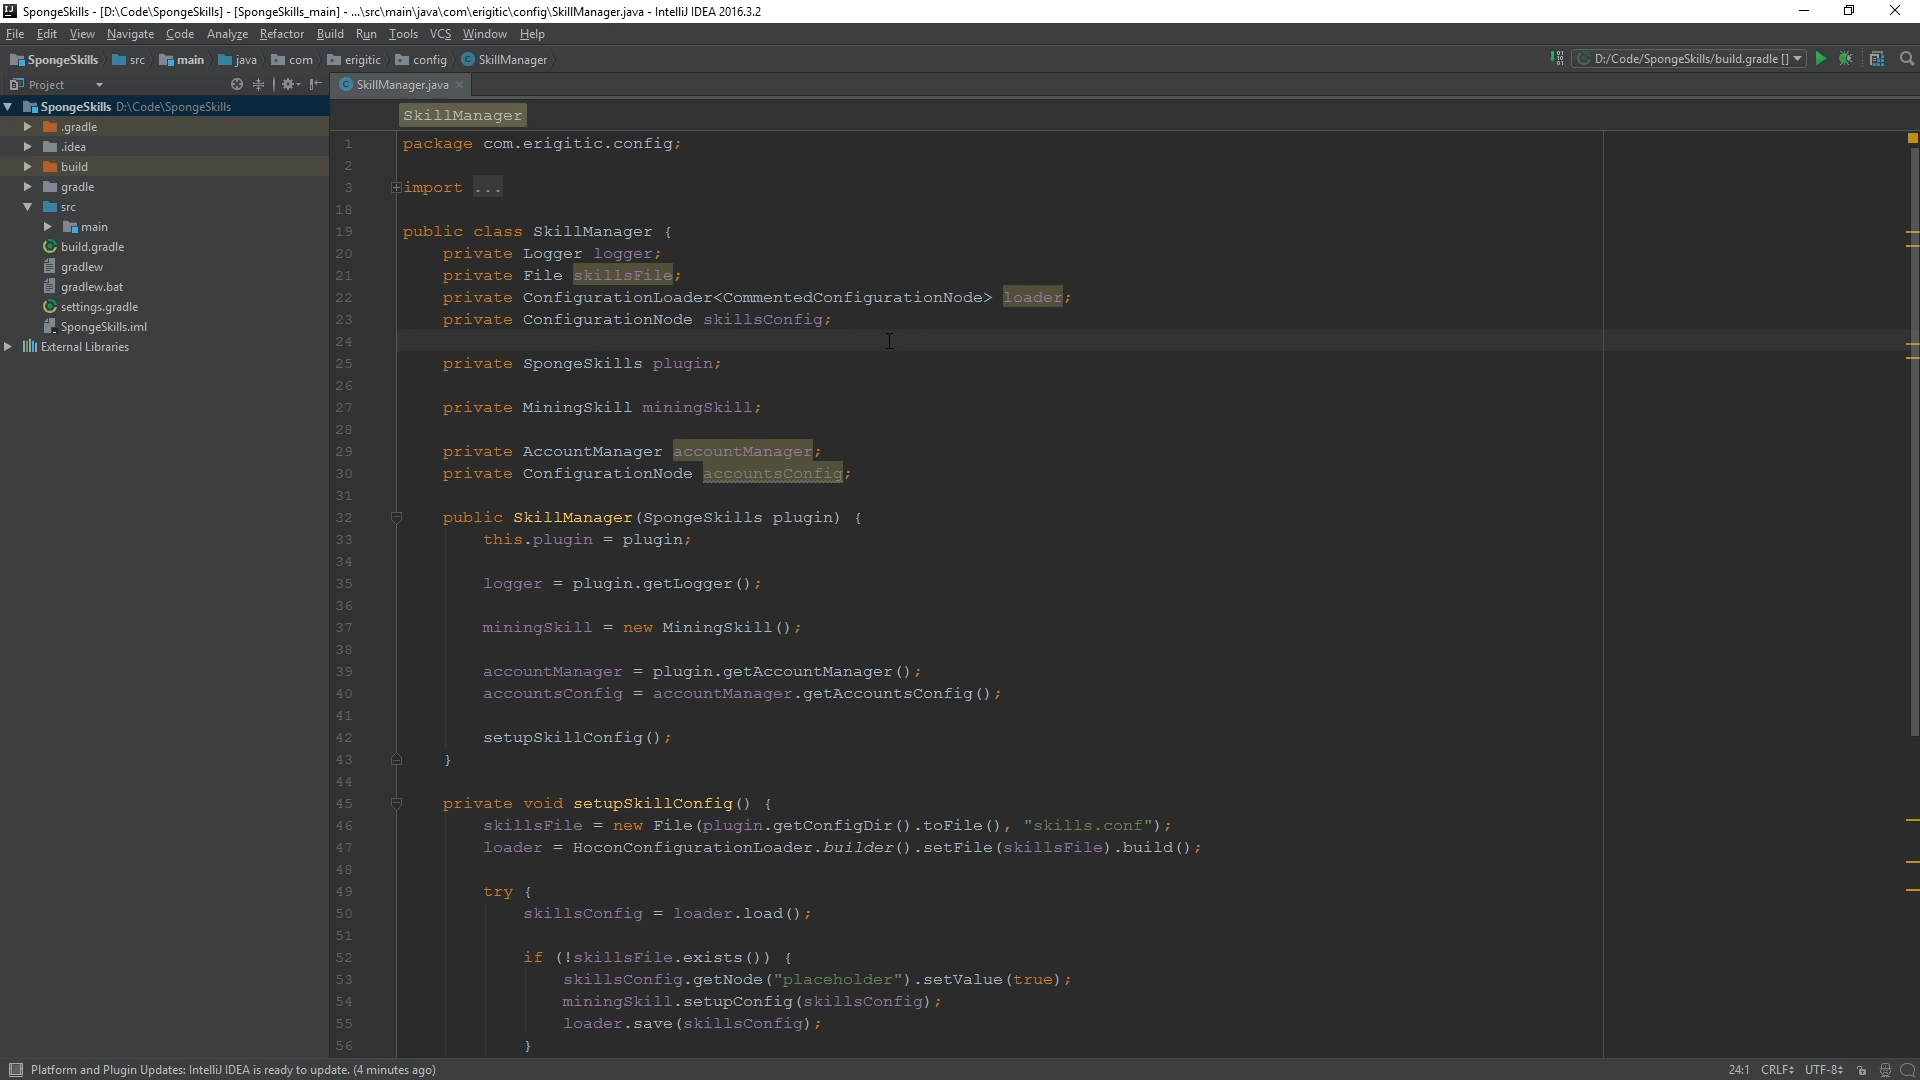 SpongeSkills - [D:\Code\SpongeSkills] - [SpongeSkills_main] - ...\src\main\java\com\erigitic\config\SkillManager.java - IntelliJ IDEA 2016.3.2
File Edit View Navigate Code Analyze Refactor Build Run Tools VCS Window Help
SpongeSkills src main java com erigitic config SkillManager
D:/Code/SpongeSkills/build.gradle []
Project
SkillManager.java
SpongeSkills D:\Code\SpongeSkills
.gradle
.idea
build
gradle
src
main
build.gradle
gradlew
gradlew.bat
settings.gradle
SpongeSkills.iml
External Libraries
SkillManager
1 package com.erigitic.config;
2
3 import ...
18
19 public class SkillManager {
20 private Logger logger;
21 private File skillsFile;
22 private ConfigurationLoader<CommentedConfigurationNode> loader;
23 private ConfigurationNode skillsConfig;
24
25 private SpongeSkills plugin;
26
27 private MiningSkill miningSkill;
28
29 private AccountManager accountManager;
30 private ConfigurationNode accountsConfig;
31
32 public SkillManager(SpongeSkills plugin) {
33 this.plugin = plugin;
34
35 logger = plugin.getLogger();
36
37 miningSkill = new MiningSkill();
38
39 accountManager = plugin.getAccountManager();
40 accountsConfig = accountManager.getAccountsConfig();
41
42 setupSkillConfig();
43 }
44
45 private void setupSkillConfig() {
46 skillsFile = new File(plugin.getConfigDir().toFile(), "skills.conf");
47 loader = HoconConfigurationLoader.builder().setFile(skillsFile).build();
48
49 try {
50 skillsConfig = loader.load();
51
52 if (!skillsFile.exists()) {
53 skillsConfig.getNode("placeholder").setValue(true);
54 miningSkill.setupConfig(skillsConfig);
55 loader.save(skillsConfig);
56 }
Platform and Plugin Updates: IntelliJ IDEA is ready to update. (4 minutes ago)
24:1 CRLF UTF-8